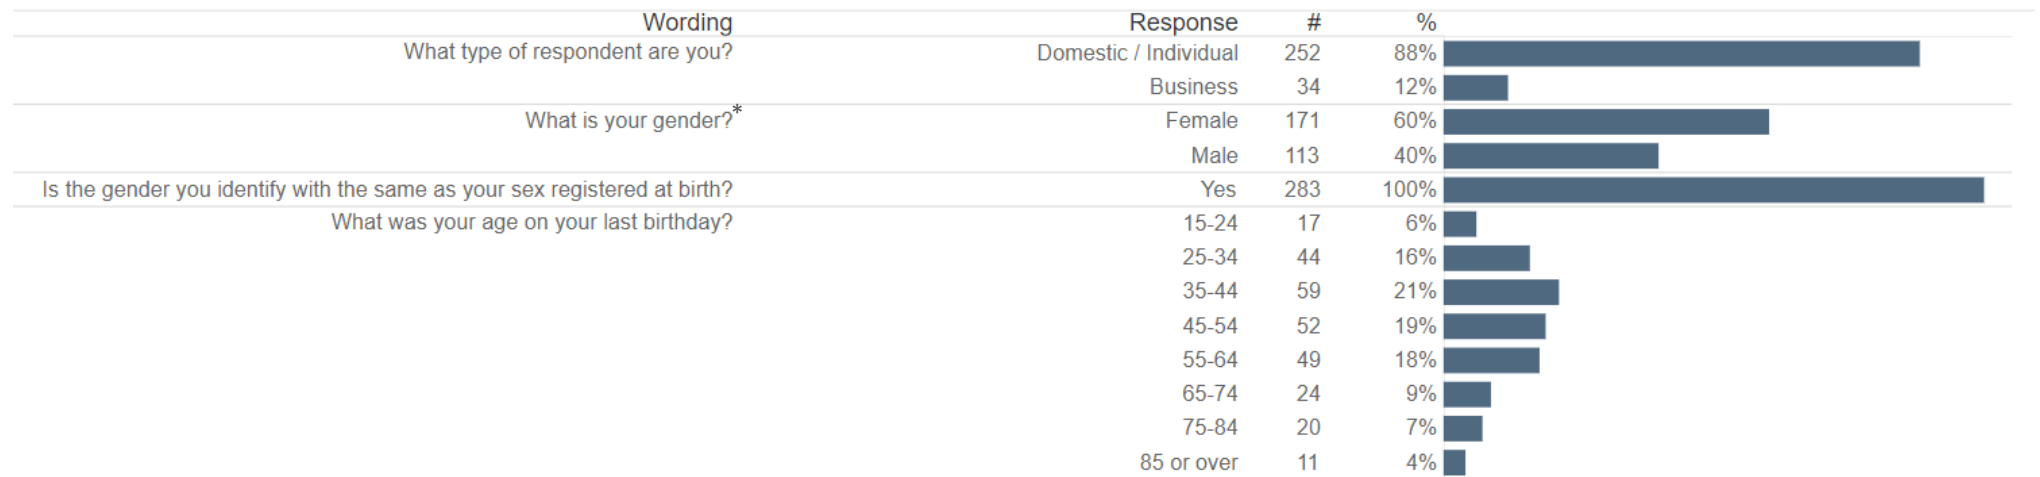 Wording Response # %
What type of respondent are you? Domestic / Individual 252 88%
Business 34 12%
What is your gender?* Female 171 60%
Male 113 40%
Is the gender you identify with the same as your sex registered at birth? Yes 283 100%
What was your age on your last birthday? 15-24 17 6%
25-34 44 16%
35-44 59 21%
45-54 52 19%
55-64 49 18%
65-74 24 9%
75-84 20 7%
85 or over 11 4%